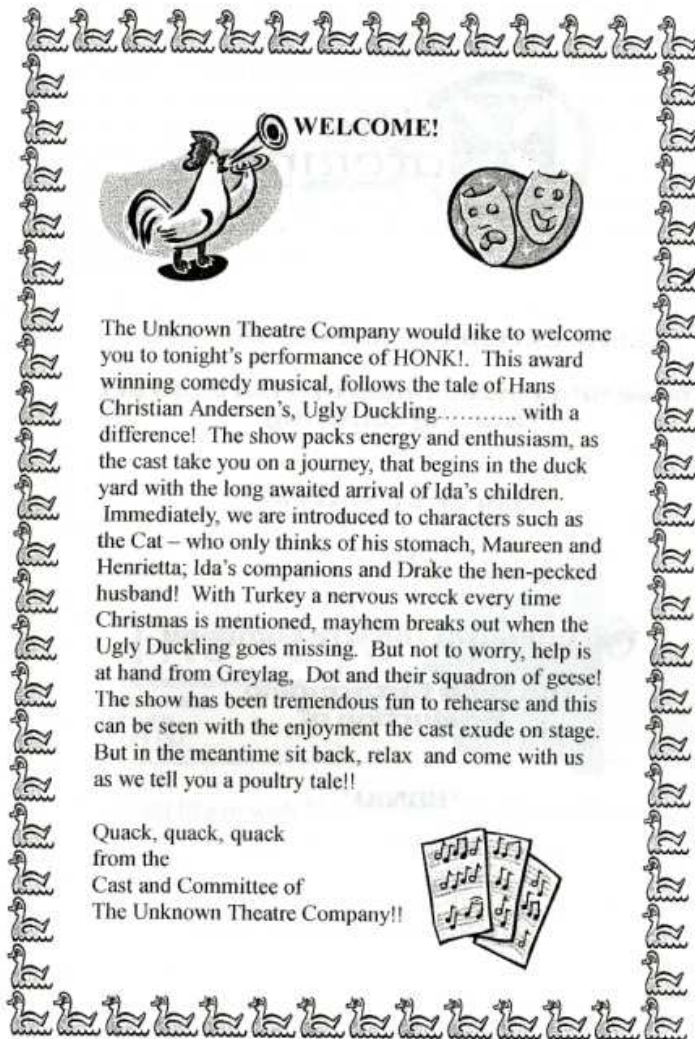 WELCOME!
The Unknown Theatre Company would like to welcome
you to tonight's performance of HONK!.  This award
winning comedy musical, follows the tale of Hans
Christian Andersen's, Ugly Duckling........... with a
difference!  The show packs energy and enthusiasm, as
the cast take you on a journey, that begins in the duck
yard with the long awaited arrival of Ida's children.
Immediately, we are introduced to characters such as
the Cat – who only thinks of his stomach, Maureen and
Henrietta; Ida's companions and Drake the hen-pecked
husband!  With Turkey a nervous wreck every time
Christmas is mentioned, mayhem breaks out when the
Ugly Duckling goes missing.  But not to worry, help is
at hand from Greylag,  Dot and their squadron of geese!
The show has been tremendous fun to rehearse and this
can be seen with the enjoyment the cast exude on stage.
But in the meantime sit back, relax  and come with us
as we tell you a poultry tale!!
Quack, quack, quack
from the
Cast and Committee of
The Unknown Theatre Company!!